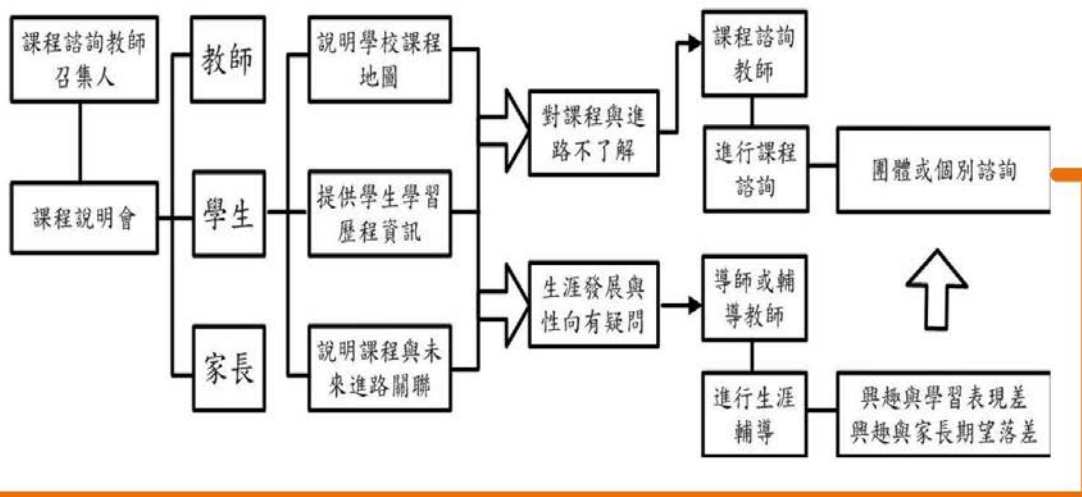 課程諮詢教師
召集人
課程說明會
教師
學生
家長
說明學校課程
地圖
提供學生學習
歷程資訊
說明課程與未
來進路關聯
對課程與進
路不了解
生涯發展與
性向有疑問
課程諮詢
教師
進行課程
諮詢
團體或個別諮詢
導師或輔
導教師
進行生涯
輔導
興趣與學習表現差
興趣與家長期望落差